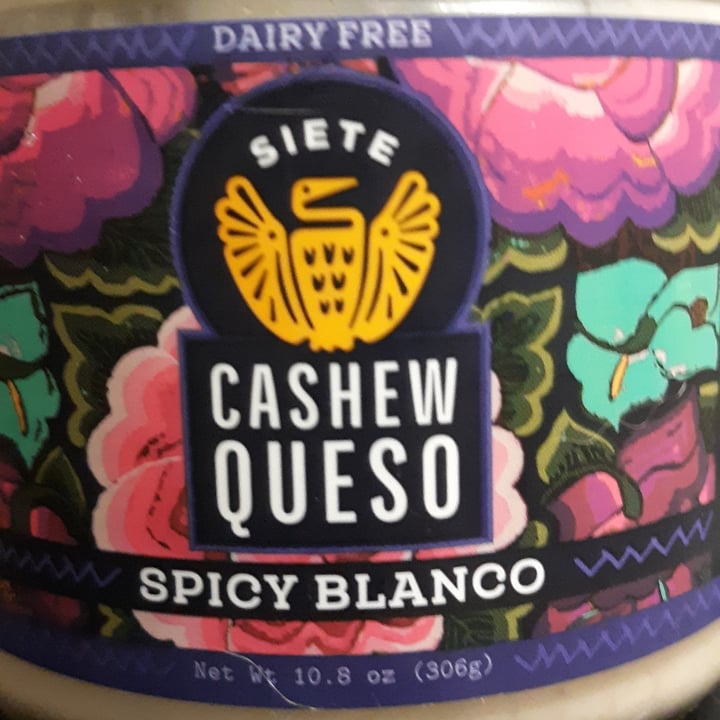 DAIRY FREE
SIETE
CASHEW
QUESO
SPICY BLANCO
Net Wt 10.8 oz (306g)